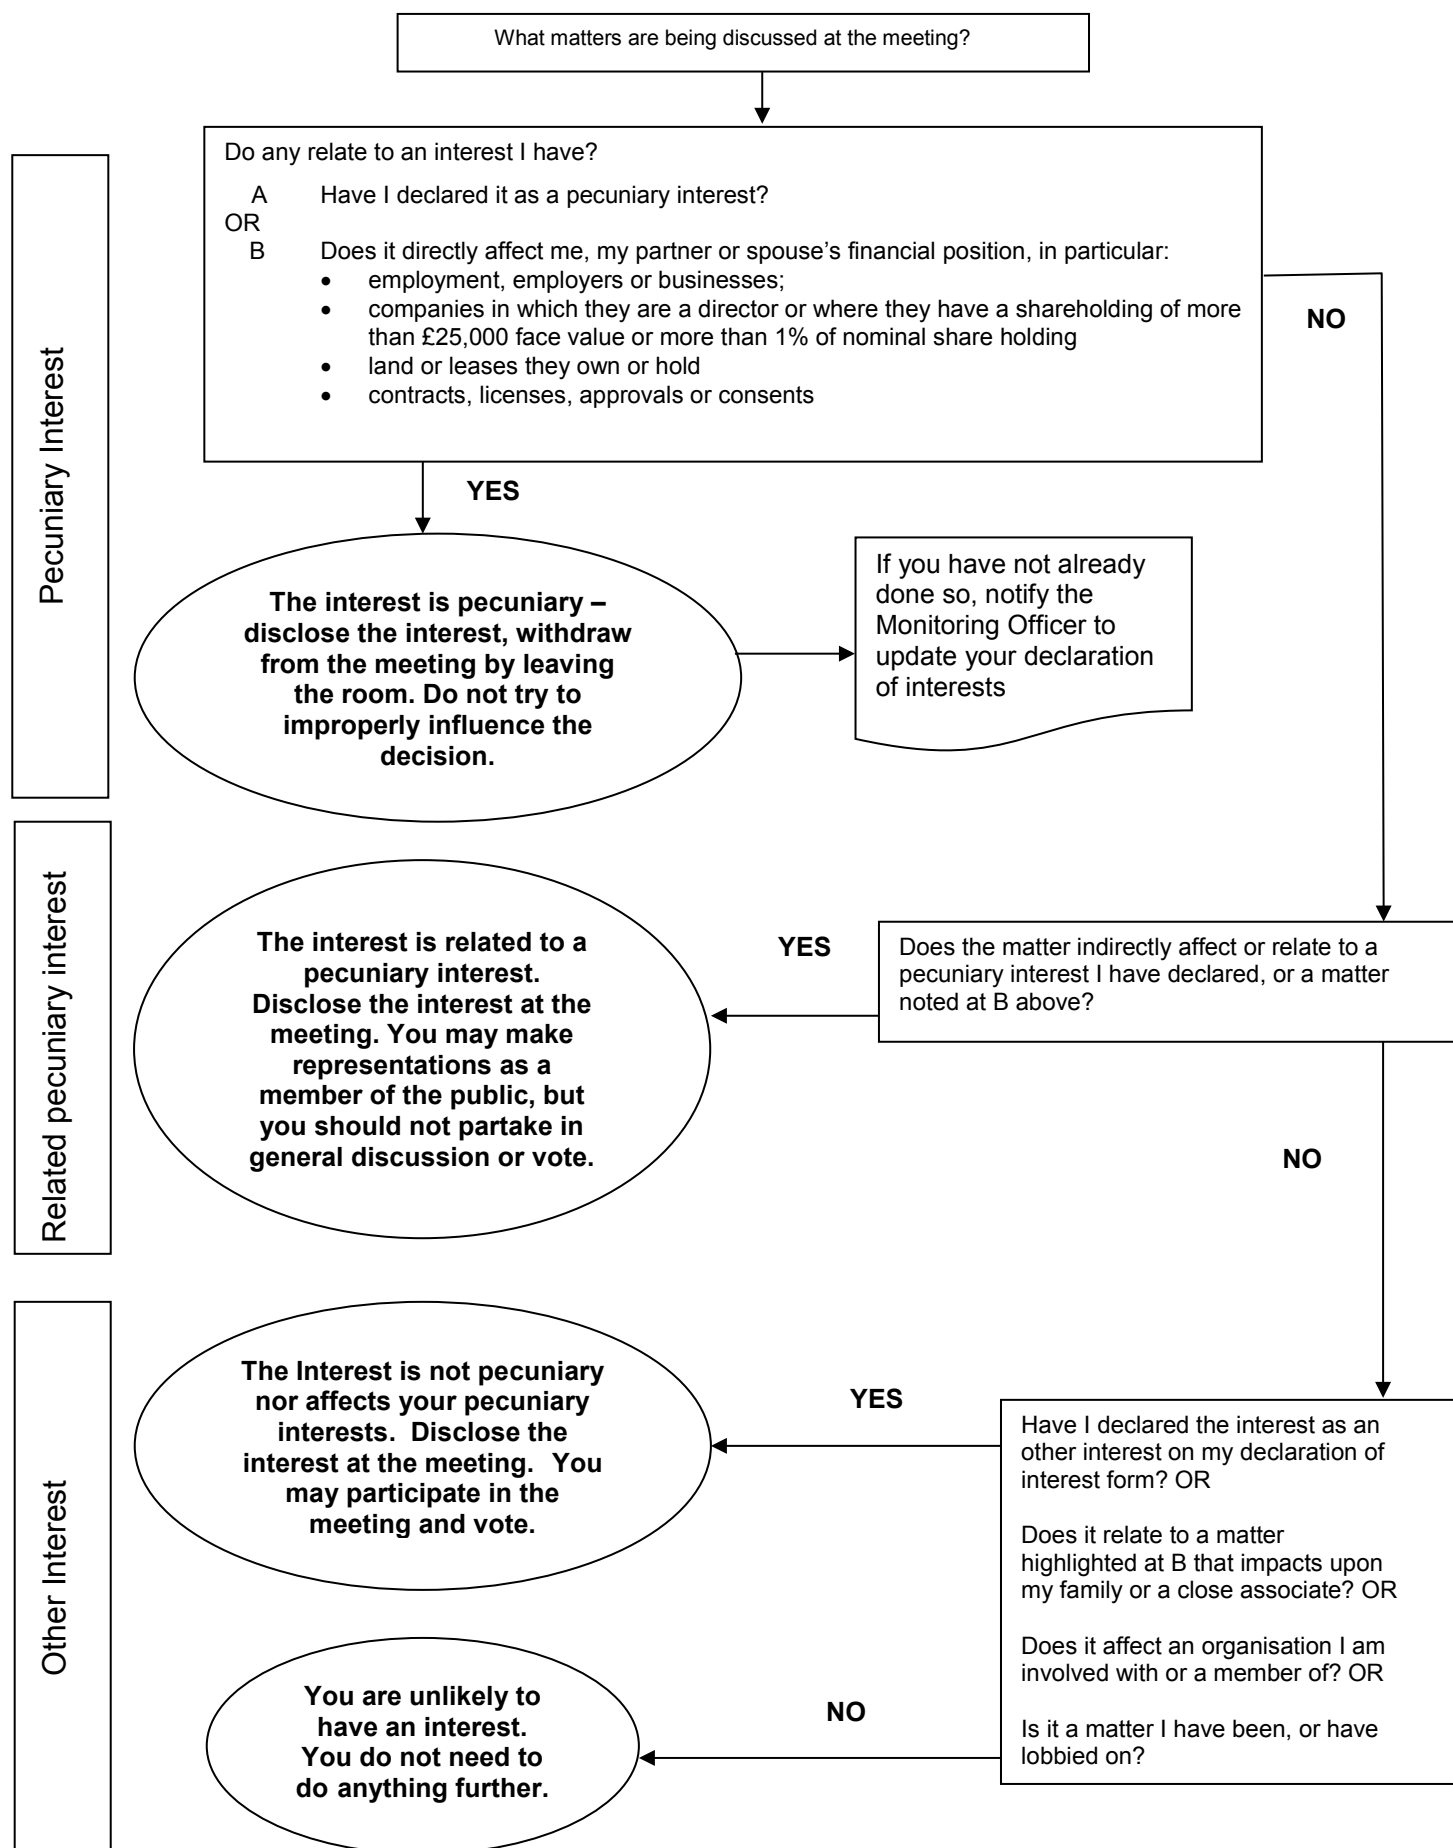 What matters are being discussed at the meeting?
Pecuniary Interest
Do any relate to an interest I have?
A Have I declared it as a pecuniary interest?
OR
B Does it directly affect me, my partner or spouse’s financial position, in particular:
• employment, employers or businesses;
• companies in which they are a director or where they have a shareholding of more
than £25,000 face value or more than 1% of nominal share holding
• land or leases they own or hold
• contracts, licenses, approvals or consents
NO
YES
The interest is pecuniary –
disclose the interest, withdraw
from the meeting by leaving
the room. Do not try to
improperly influence the
decision.
If you have not already
done so, notify the
Monitoring Officer to
update your declaration
of interests
Related pecuniary interest
The interest is related to a
pecuniary interest.
Disclose the interest at the
meeting. You may make
representations as a
member of the public, but
you should not partake in
general discussion or vote.
YES
Does the matter indirectly affect or relate to a
pecuniary interest I have declared, or a matter
noted at B above?
NO
Other Interest
The Interest is not pecuniary
nor affects your pecuniary
interests. Disclose the
interest at the meeting. You
may participate in the
meeting and vote.
YES
Have I declared the interest as an
other interest on my declaration of
interest form? OR
Does it relate to a matter
highlighted at B that impacts upon
my family or a close associate? OR
Does it affect an organisation I am
involved with or a member of? OR
Is it a matter I have been, or have
lobbied on?
NO
You are unlikely to
have an interest.
You do not need to
do anything further.